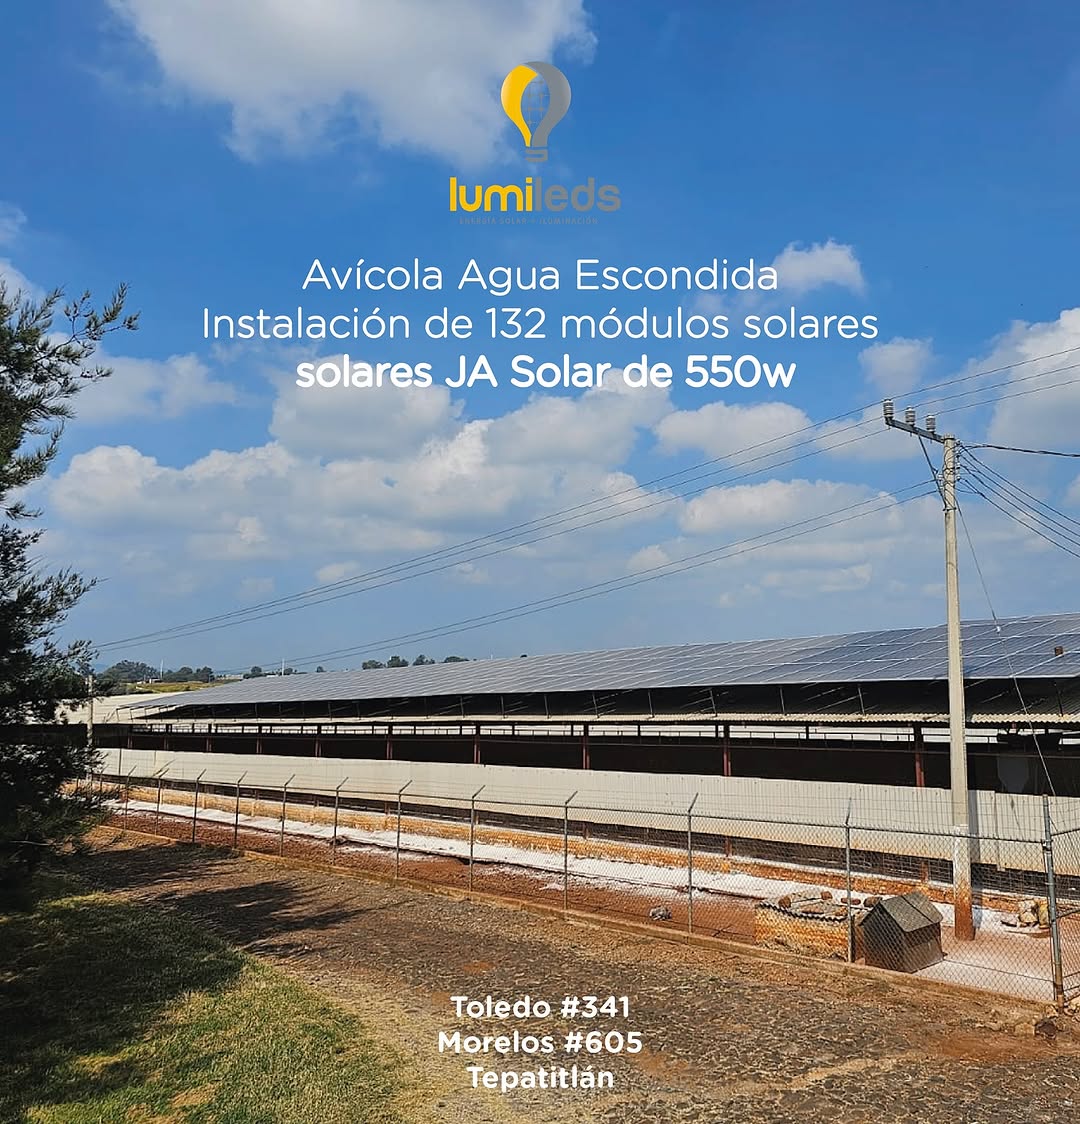 lumileds
ENERGÍA SOLAR + ILUMINACIÓN
Avícola Agua Escondida
Instalación de 132 módulos solares
solares JA Solar de 550w
Toledo #341
Morelos #605
Tepatitlán